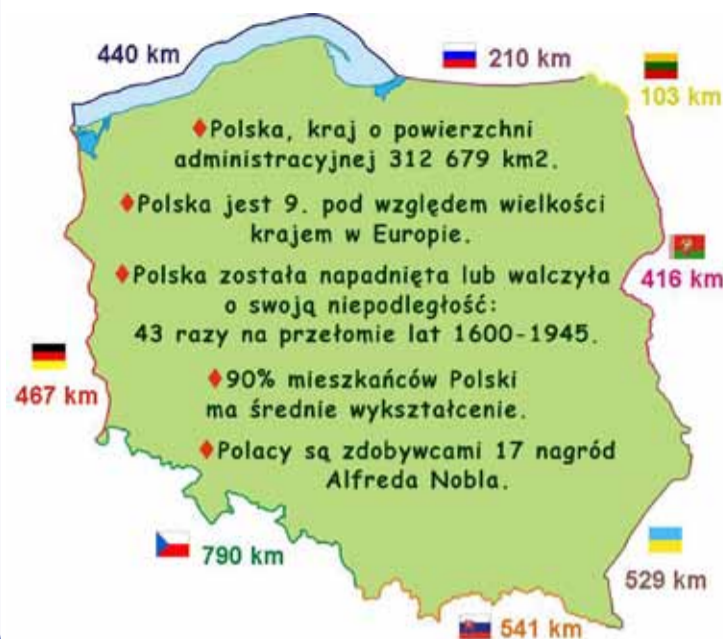 440 km
210 km
103 km
♦Polska, kraj o powierzchni
administracyjnej 312 679 km2.
♦Polska jest 9. pod względem wielkości
krajem w Europie.
♦Polska została napadnięta lub walczyła
o swoją niepodległość:
43 razy na przełomie lat 1600-1945.
416 km
467 km
♦90% mieszkańców Polski
ma średnie wykształcenie.
♦Polacy są zdobywcami 17 nagród
Alfreda Nobla.
790 km
529 km
541 km